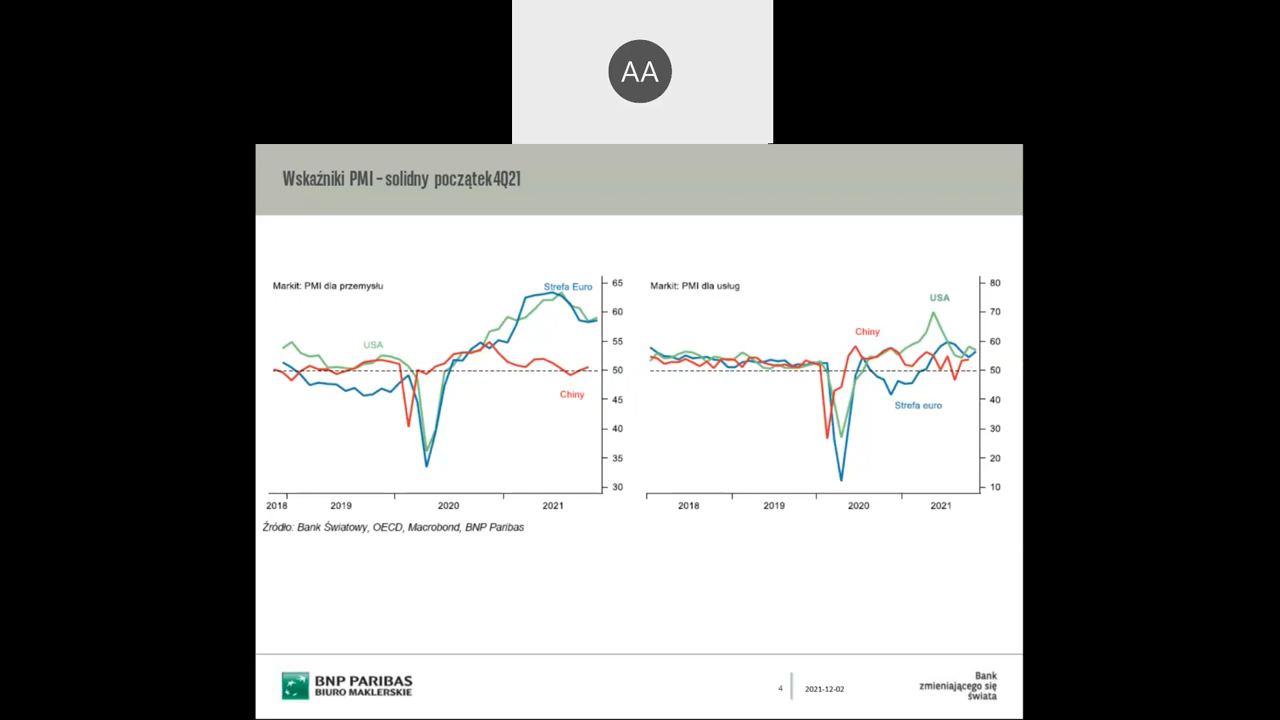 AA
Wskaźniki PMI – solidny początek 4Q21
Markit: PMI dla przemysłu
Strefa Euro
USA
Chiny
65
60
55
50
45
40
35
30
2018
2019
2020
2021
Markit: PMI dla usług
USA
Chiny
Strefa euro
80
70
60
50
40
30
20
10
2018
2019
2020
2021
Źródło: Bank Światowy, OECD, Macrobond, BNP Paribas
BNP PARIBAS
BIURO MAKLERSKIE
4
2021-12-02
Bank
zmieniającego się
świata